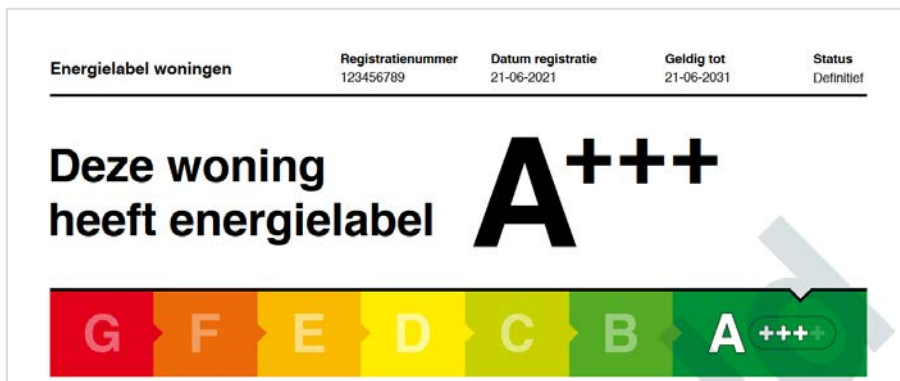 Energielabel woningen
Registratienummer
123456789
Datum registratie
21-06-2021
Geldig tot
21-06-2031
Status
Definitief
Deze woning
heeft energielabel
A+++
G F E D C B A ++++